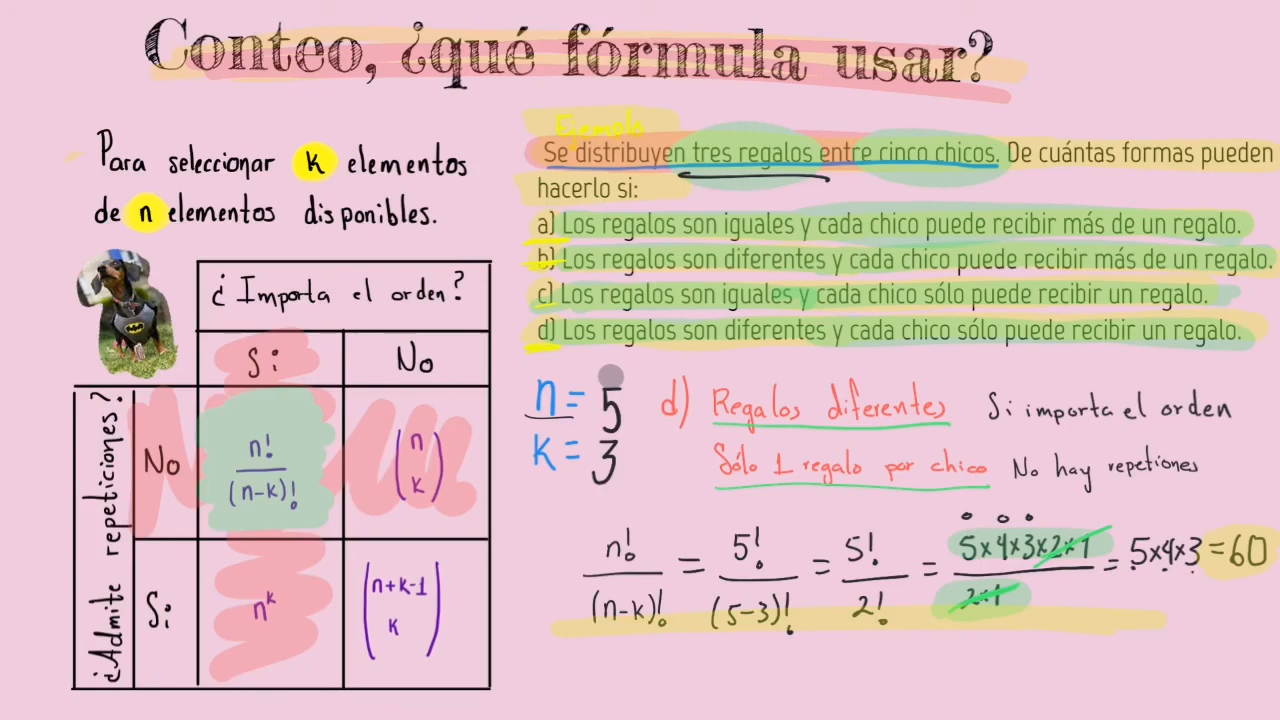 Conteo, ¿qué fórmula usar?
Para seleccionar k elementos
de n elementos disponibles.
¿Importa el orden?
Si No
¿Admite repeticiones?
No n!/(n-k)! (n k)
Si n^k (n+k-1 k)
Ejemplo
Se distribuyen tres regalos entre cinco chicos. De cuántas formas pueden
hacerlo si:
a) Los regalos son iguales y cada chico puede recibir más de un regalo.
b) Los regalos son diferentes y cada chico puede recibir más de un regalo.
c) Los regalos son iguales y cada chico sólo puede recibir un regalo.
d) Los regalos son diferentes y cada chico sólo puede recibir un regalo.
n = 5
k = 3
d) Regalos diferentes Si importa el orden
Sólo 1 regalo por chico No hay repetiones
n!/(n-k)! = 5!/(5-3)! = 5!/2! = 5x4x3x2x1/2x1 = 5x4x3 = 60